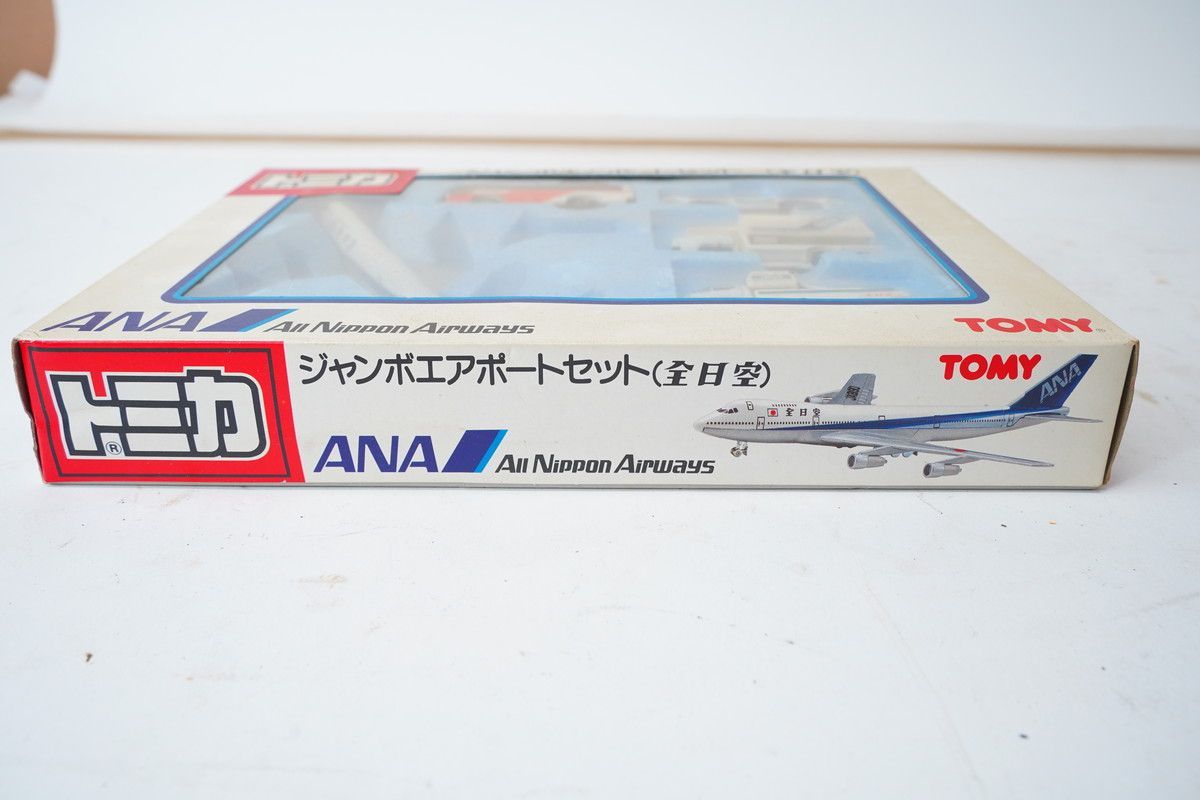 トミカ
ANA All Nippon Airways
TOMY®
トミカ®
ジャンボエアポートセット(全日空)
ANA All Nippon Airways
TOMY
全日空
ANA